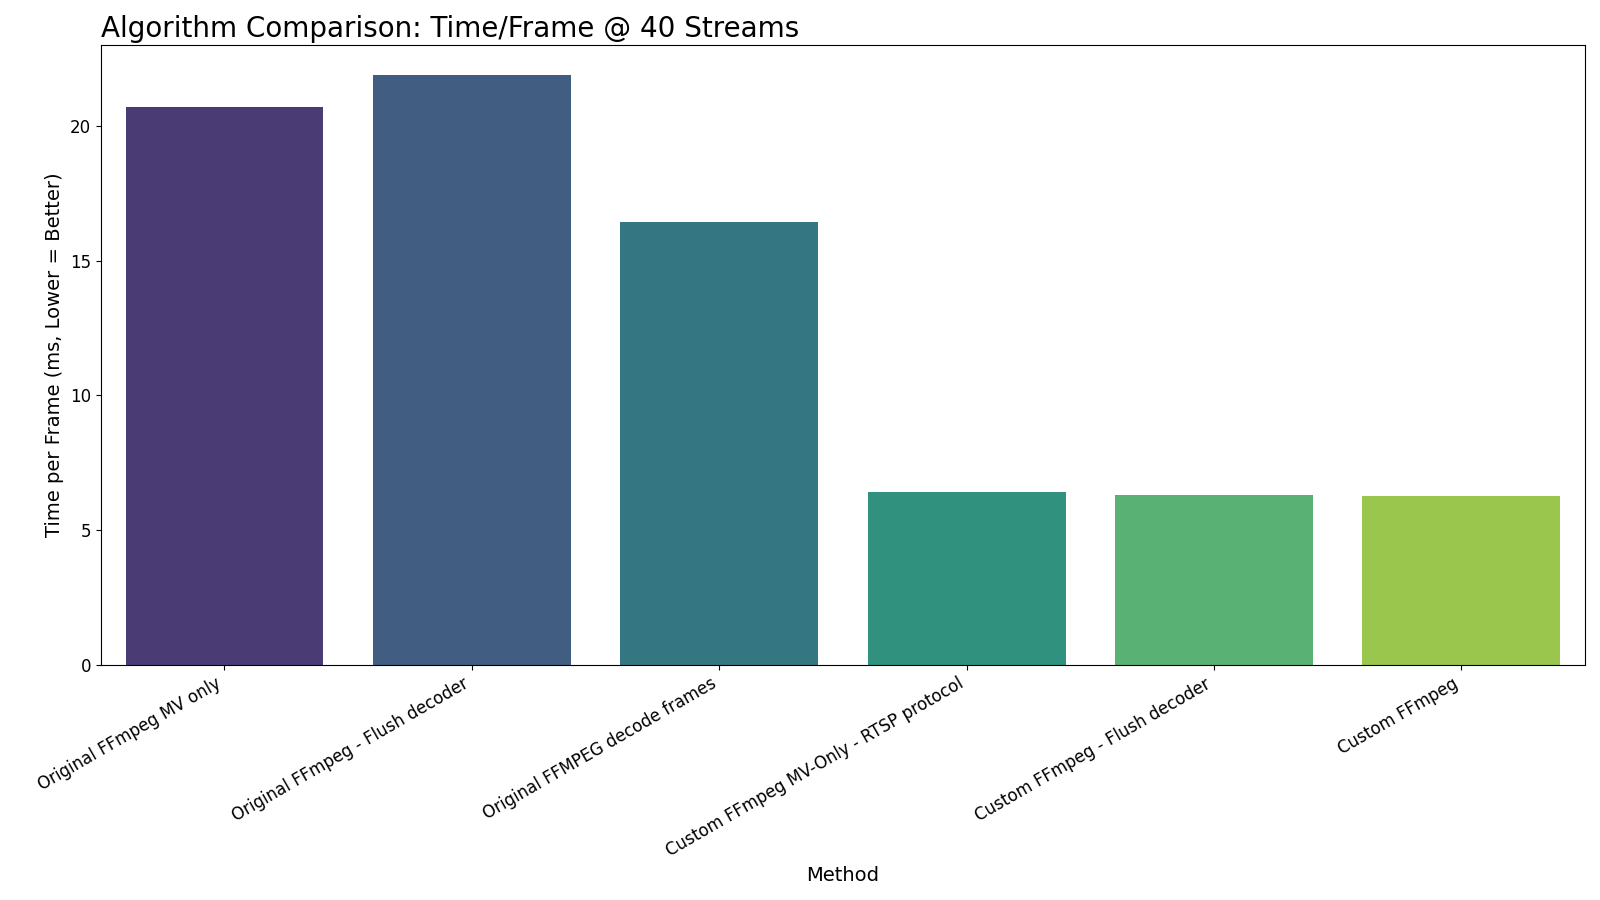 Algorithm Comparison: Time/Frame @ 40 Streams
Time per Frame (ms, Lower = Better)
20
15
10
5
0
Original FFmpeg MV only
Original FFmpeg - Flush decoder
Original FFMPEG decode frames
Custom FFmpeg MV-Only - RTSP protocol
Custom FFmpeg - Flush decoder
Custom FFmpeg
Method